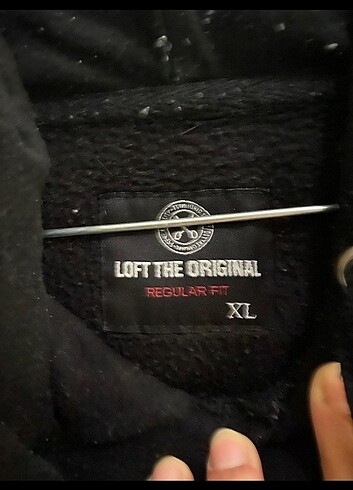 LOFT THE ORIGINAL
REGULAR FIT
XL